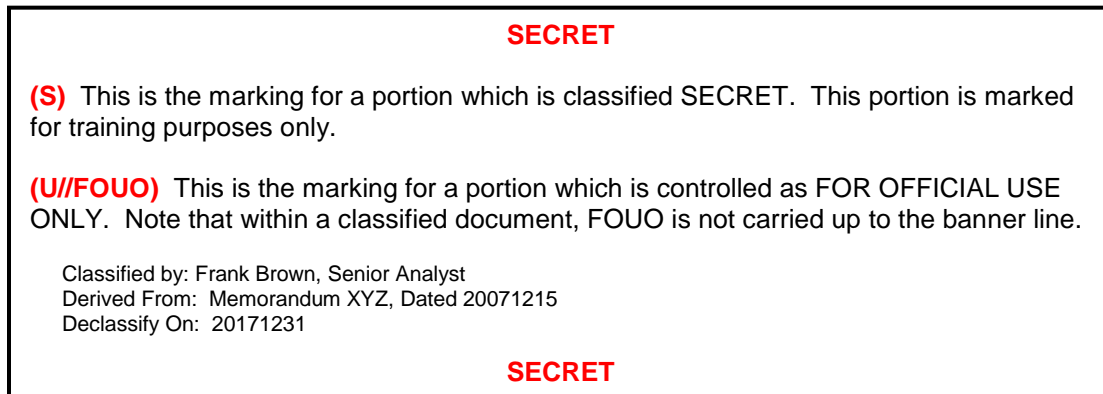 SECRET
(S) This is the marking for a portion which is classified SECRET. This portion is marked
for training purposes only.
(U//FOUO) This is the marking for a portion which is controlled as FOR OFFICIAL USE
ONLY. Note that within a classified document, FOUO is not carried up to the banner line.
Classified by: Frank Brown, Senior Analyst
Derived From: Memorandum XYZ, Dated 20071215
Declassify On: 20171231
SECRET